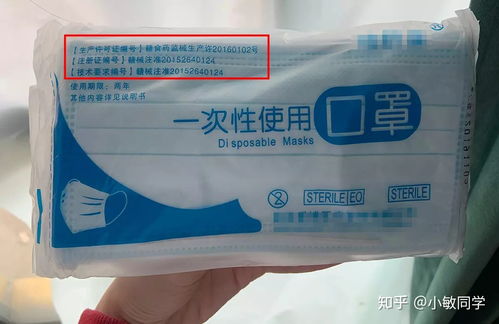 【生产许可证编号】赣食药监械生产许20160102号
【注册证编号】赣械注准20152640124
【技术要求编号】赣械注准20152640124
使用期限：两年
其他内容详见说明书
一次性使用口罩
Disposable Masks
STERILE EO
STERILE
知乎 @小敏同学